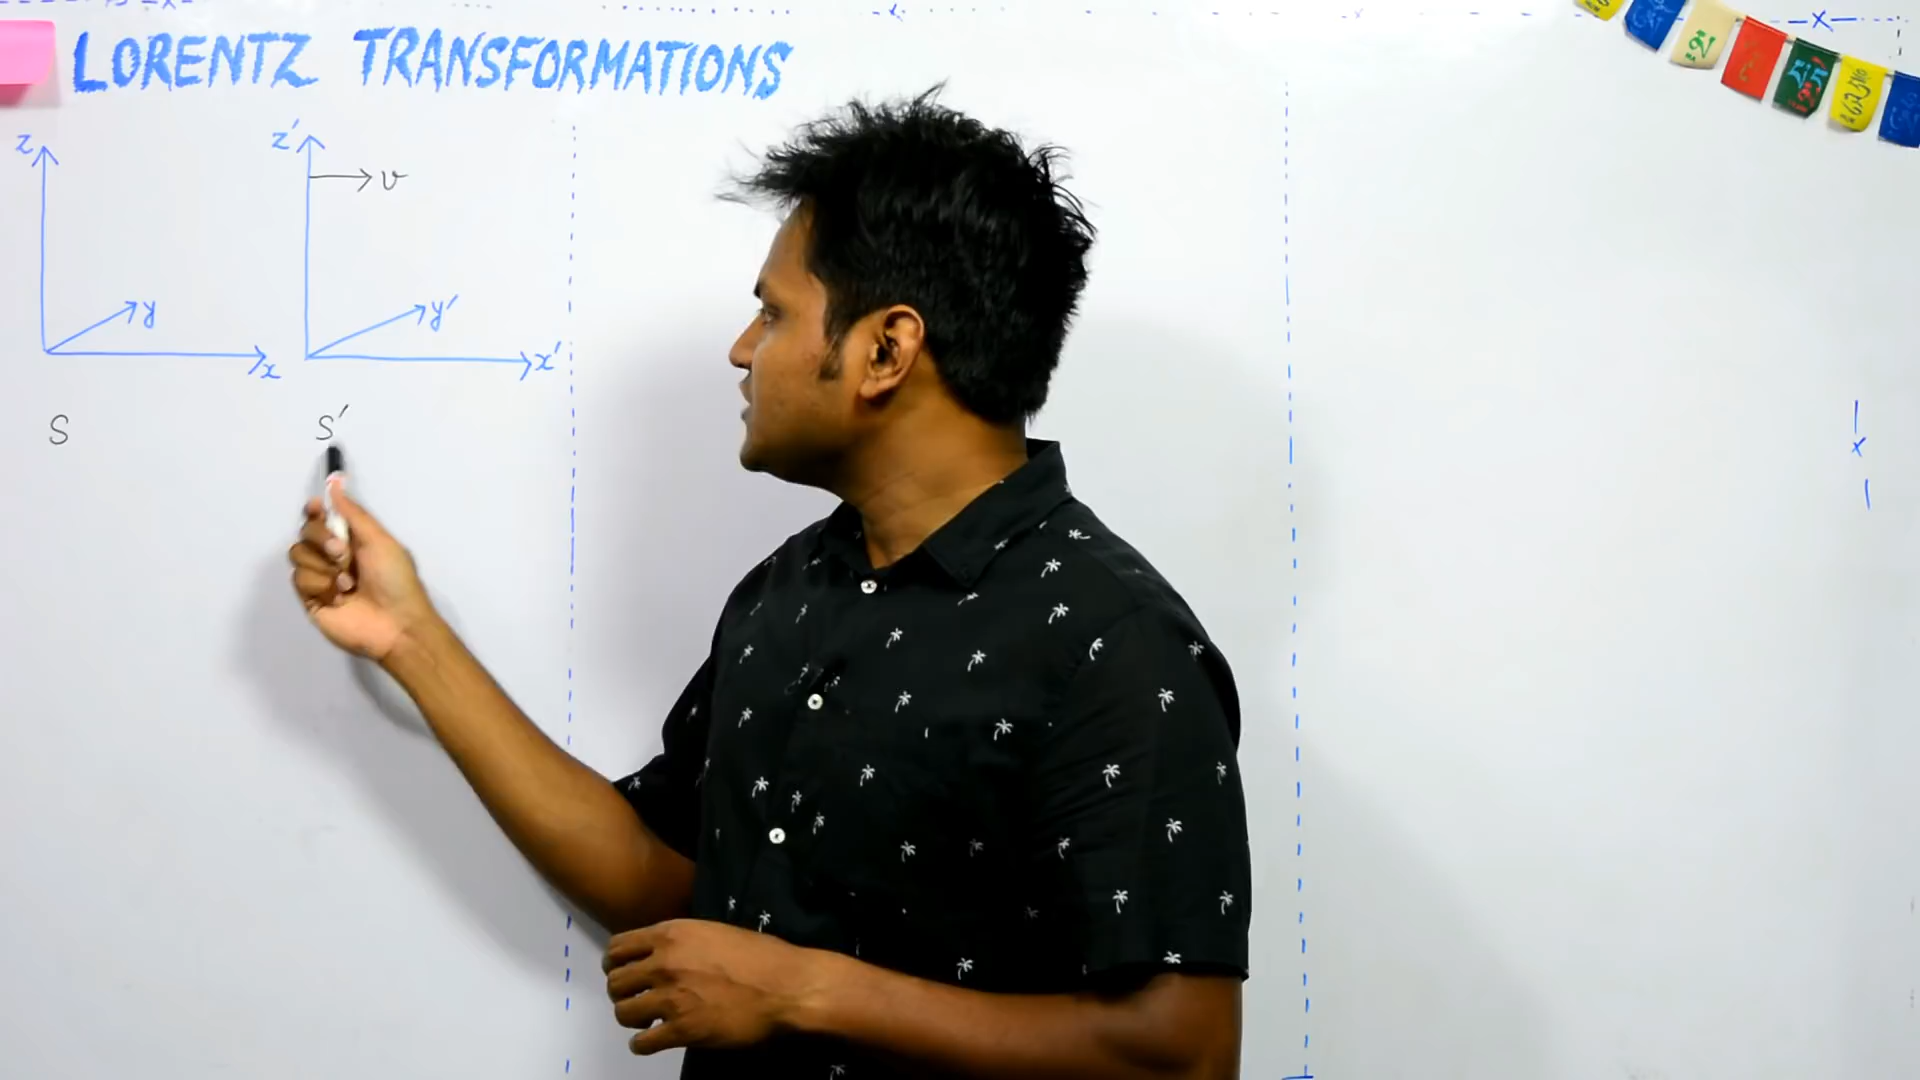 LORENTZ TRANSFORMATIONS
z
z'
v
y
y'
x
x'
S
S'